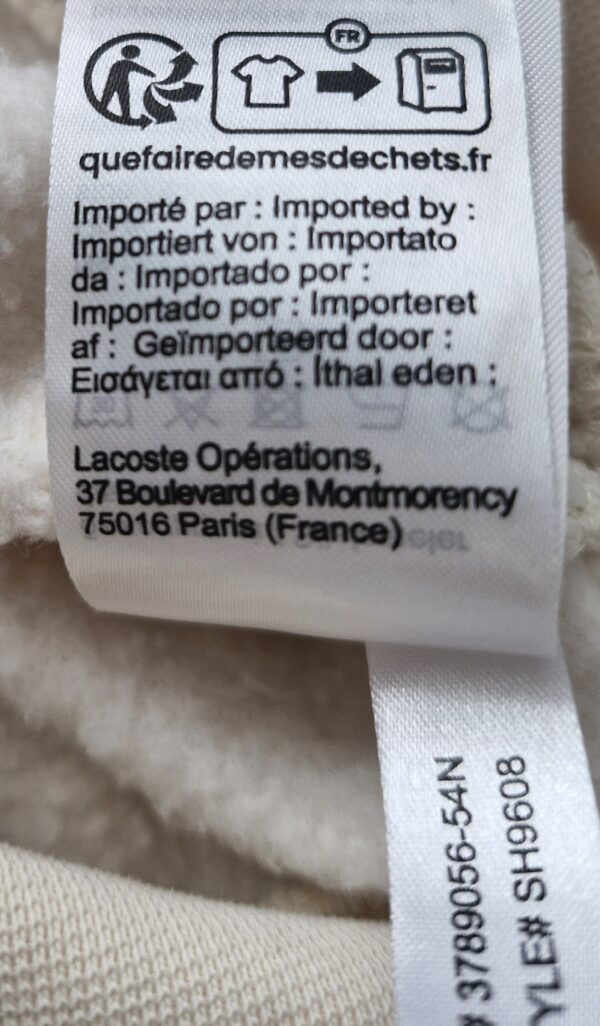 FR
quefairedemesdechets.fr
Importé par : Imported by :
Importiert von : Importato
da : Importado por :
Importado por : Importeret
af : Geïmporteerd door :
Εισάγεται από : İthal eden :
Lacoste Opérations,
37 Boulevard de Montmorency
75016 Paris (France)
# 3789056-54N
YLE# SH9608